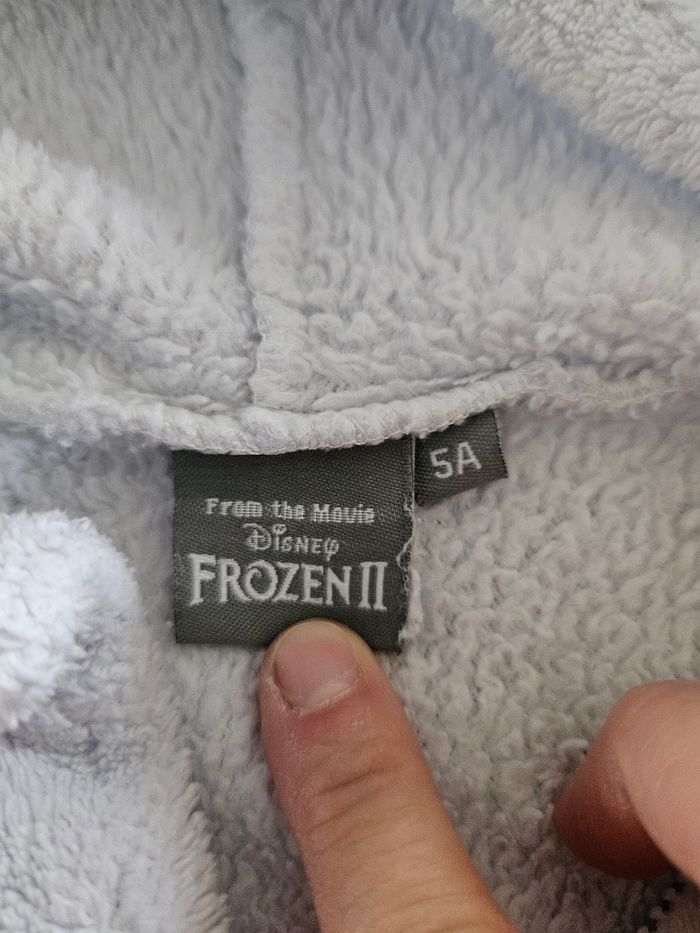 From the Movie
DISNEY
FROZEN II
5A